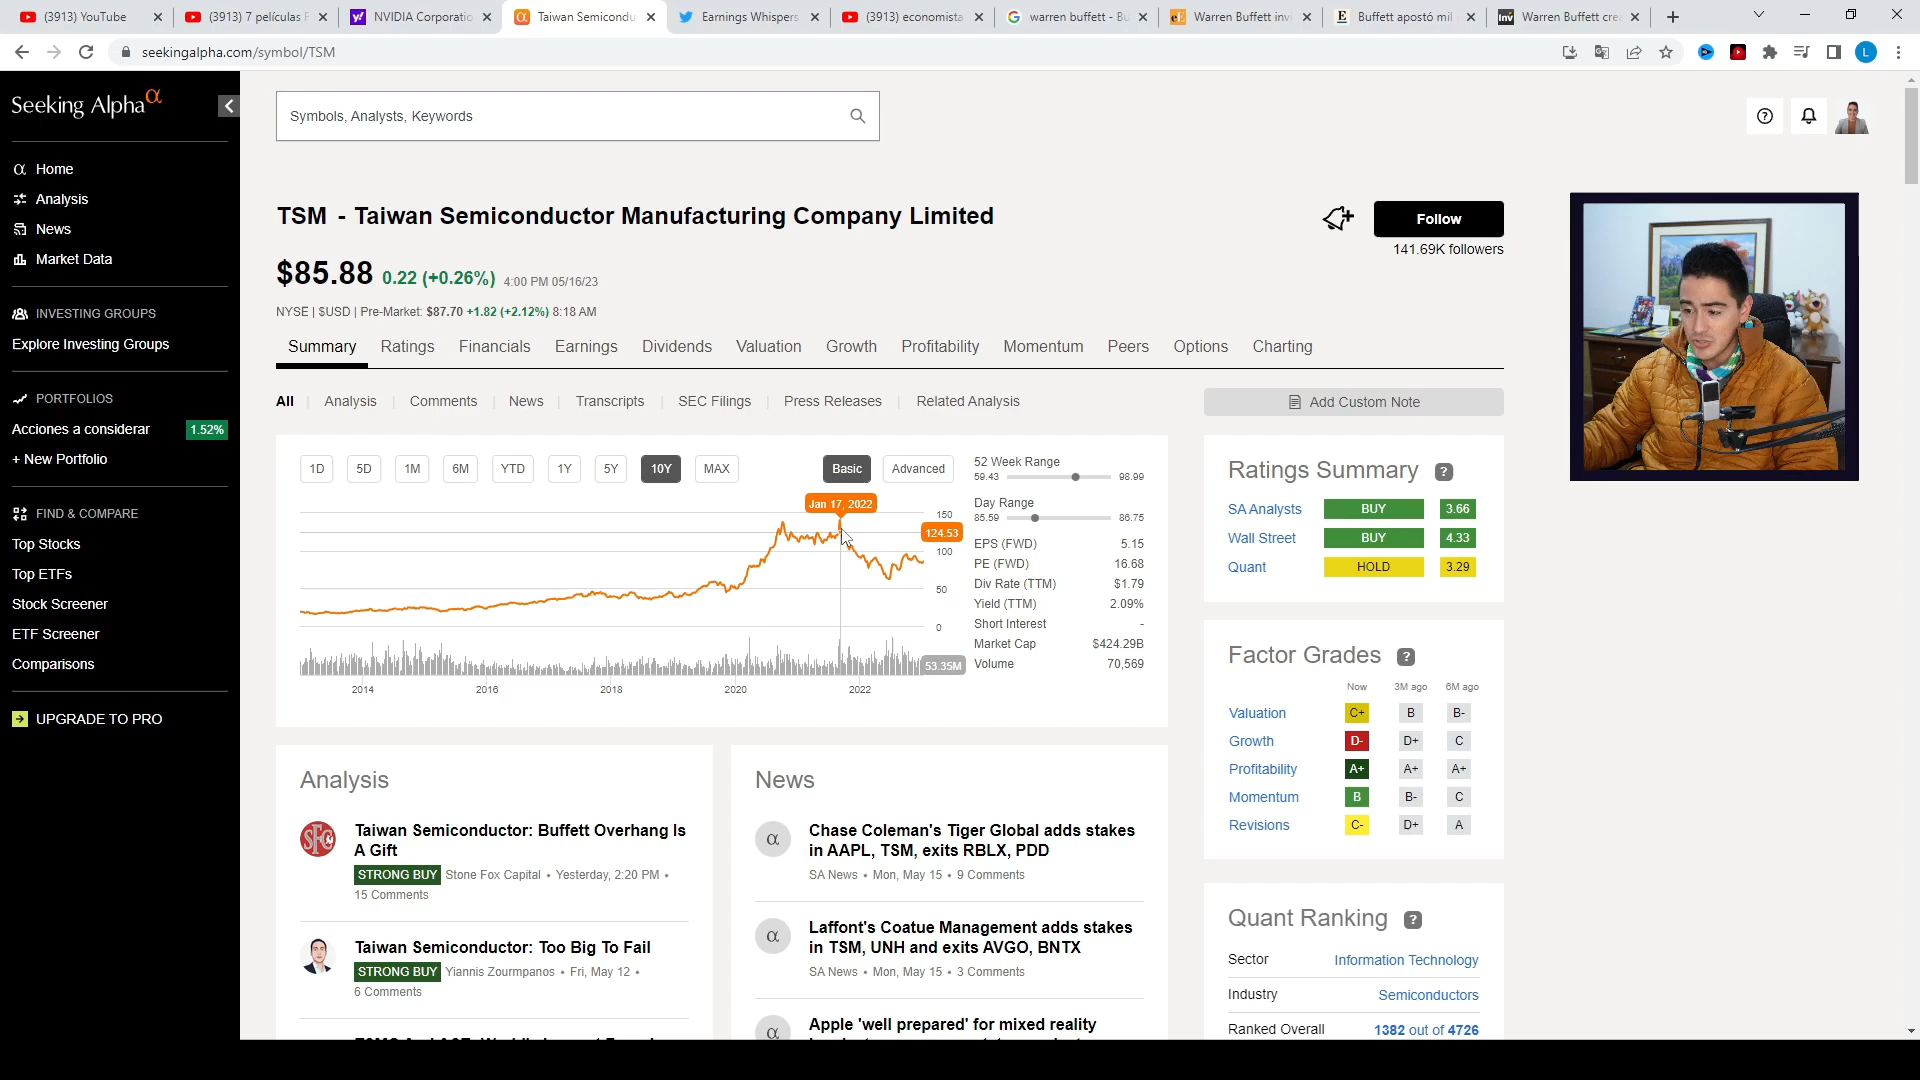 (3913) YouTube
(3913) 7 películas F
NVIDIA Corporatio
Taiwan Semicondu
Earnings Whispers
(3913) economista
warren buffett - Bu
Warren Buffett inv
Buffett apostó mil
Warren Buffett cre
seekingalpha.com/symbol/TSM
L
Seeking Alpha α
Home
Analysis
News
Market Data
INVESTING GROUPS
Explore Investing Groups
PORTFOLIOS
Acciones a considerar 1.52%
+ New Portfolio
FIND & COMPARE
Top Stocks
Top ETFs
Stock Screener
ETF Screener
Comparisons
UPGRADE TO PRO
Symbols, Analysts, Keywords
TSM - Taiwan Semiconductor Manufacturing Company Limited
Follow
141.69K followers
$85.88 0.22 (+0.26%) 4:00 PM 05/16/23
NYSE | $USD | Pre-Market: $87.70 +1.82 (+2.12%) 8:18 AM
Summary Ratings Financials Earnings Dividends Valuation Growth Profitability Momentum Peers Options Charting
All Analysis Comments News Transcripts SEC Filings Press Releases Related Analysis
Add Custom Note
1D 5D 1M 6M YTD 1Y 5Y 10Y MAX Basic Advanced
Jan 17, 2022
150
124.53
100
50
0
53.35M
2014 2016 2018 2020 2022
52 Week Range
59.43 98.99
Day Range
85.59 86.75
EPS (FWD) 5.15
PE (FWD) 16.68
Div Rate (TTM) $1.79
Yield (TTM) 2.09%
Short Interest -
Market Cap $424.29B
Volume 70,569
Ratings Summary ?
SA Analysts BUY 3.66
Wall Street BUY 4.33
Quant HOLD 3.29
Factor Grades ?
Now 3M ago 6M ago
Valuation C+ B B-
Growth D- D+ C
Profitability A+ A+ A+
Momentum B B- C
Revisions C- D+ A
Quant Ranking ?
Sector Information Technology
Industry Semiconductors
Ranked Overall 1382 out of 4726
Analysis
SFC
Taiwan Semiconductor: Buffett Overhang Is
A Gift
STRONG BUY Stone Fox Capital • Yesterday, 2:20 PM •
15 Comments
Taiwan Semiconductor: Too Big To Fail
STRONG BUY Yiannis Zourmpanos • Fri, May 12 •
6 Comments
News
Chase Coleman's Tiger Global adds stakes
in AAPL, TSM, exits RBLX, PDD
SA News • Mon, May 15 • 9 Comments
Laffont's Coatue Management adds stakes
in TSM, UNH and exits AVGO, BNTX
SA News • Mon, May 15 • 3 Comments
Apple 'well prepared' for mixed reality